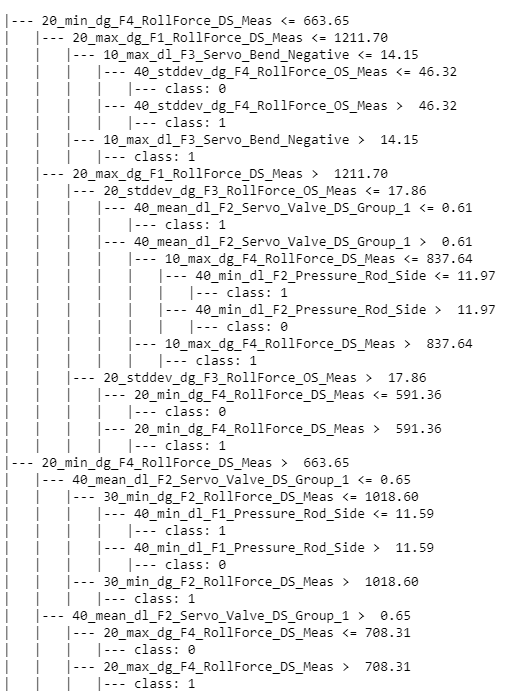 |--- 20_min_dg_F4_RollForce_DS_Meas <= 663.65
|   |--- 20_max_dg_F1_RollForce_DS_Meas <= 1211.70
|   |   |--- 10_max_dl_F3_Servo_Bend_Negative <= 14.15
|   |   |   |--- 40_stddev_dg_F4_RollForce_OS_Meas <= 46.32
|   |   |   |   |--- class: 0
|   |   |   |--- 40_stddev_dg_F4_RollForce_OS_Meas >  46.32
|   |   |   |   |--- class: 1
|   |   |--- 10_max_dl_F3_Servo_Bend_Negative >  14.15
|   |   |   |--- class: 1
|   |--- 20_max_dg_F1_RollForce_DS_Meas >  1211.70
|   |   |--- 20_stddev_dg_F3_RollForce_OS_Meas <= 17.86
|   |   |   |--- 40_mean_dl_F2_Servo_Valve_DS_Group_1 <= 0.61
|   |   |   |   |--- class: 1
|   |   |   |--- 40_mean_dl_F2_Servo_Valve_DS_Group_1 >  0.61
|   |   |   |   |--- 10_max_dg_F4_RollForce_DS_Meas <= 837.64
|   |   |   |   |   |--- 40_min_dl_F2_Pressure_Rod_Side <= 11.97
|   |   |   |   |   |   |--- class: 1
|   |   |   |   |   |--- 40_min_dl_F2_Pressure_Rod_Side >  11.97
|   |   |   |   |   |   |--- class: 0
|   |   |   |   |--- 10_max_dg_F4_RollForce_DS_Meas >  837.64
|   |   |   |   |   |--- class: 1
|   |   |--- 20_stddev_dg_F3_RollForce_OS_Meas >  17.86
|   |   |   |--- 20_min_dg_F4_RollForce_DS_Meas <= 591.36
|   |   |   |   |--- class: 0
|   |   |   |--- 20_min_dg_F4_RollForce_DS_Meas >  591.36
|   |   |   |   |--- class: 1
|--- 20_min_dg_F4_RollForce_DS_Meas >  663.65
|   |--- 40_mean_dl_F2_Servo_Valve_DS_Group_1 <= 0.65
|   |   |--- 30_min_dg_F2_RollForce_DS_Meas <= 1018.60
|   |   |   |--- 40_min_dl_F1_Pressure_Rod_Side <= 11.59
|   |   |   |   |--- class: 1
|   |   |   |--- 40_min_dl_F1_Pressure_Rod_Side >  11.59
|   |   |   |   |--- class: 0
|   |   |--- 30_min_dg_F2_RollForce_DS_Meas >  1018.60
|   |   |   |--- class: 1
|   |--- 40_mean_dl_F2_Servo_Valve_DS_Group_1 >  0.65
|   |   |--- 20_max_dg_F4_RollForce_DS_Meas <= 708.31
|   |   |   |--- class: 0
|   |   |--- 20_max_dg_F4_RollForce_DS_Meas >  708.31
|   |   |   |--- class: 1